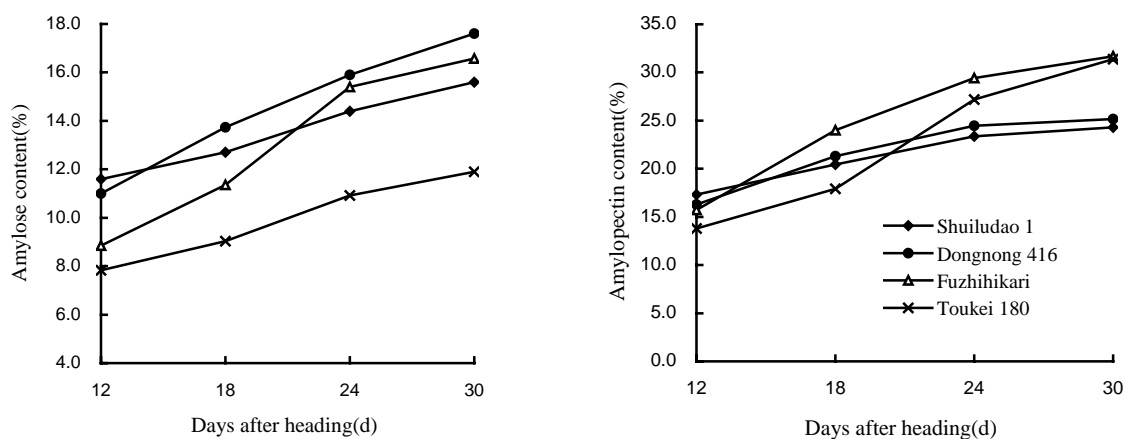 Amylose content(%)
18.0
16.0
14.0
12.0
10.0
8.0
6.0
4.0
12 18 24 30
Days after heading(d)
Amylopectin content(%)
35.0
30.0
25.0
20.0
15.0
10.0
5.0
0.0
12 18 24 30
Days after heading(d)
Shuiludao 1
Dongnong 416
Fuzhihikari
Toukei 180